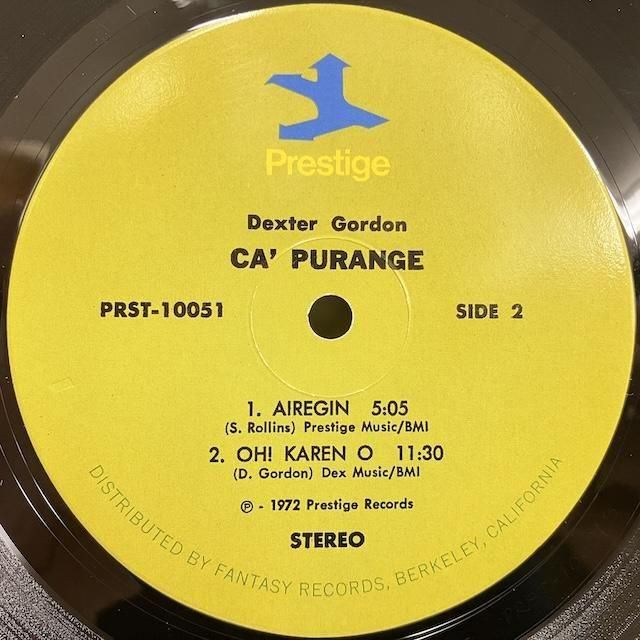 Prestige
Dexter Gordon
CA' PURANGE
PRST-10051 SIDE 2
1. AIREGIN 5:05
(S. Rollins) Prestige Music/BMI
2. OH! KAREN O 11:30
(D. Gordon) Dex Music/BMI
℗ - 1972 Prestige Records
STEREO
DISTRIBUTED BY FANTASY RECORDS, BERKELEY, CALIFORNIA